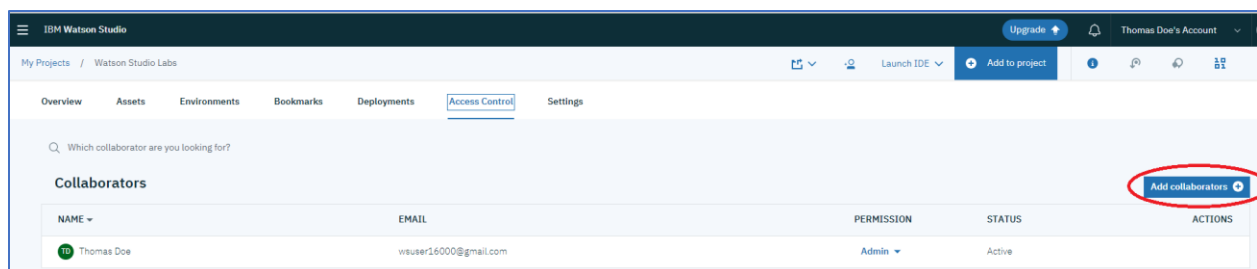 IBM Watson Studio Upgrade Thomas Doe's Account
My Projects / Watson Studio Labs Launch IDE Add to project
Overview Assets Environments Bookmarks Deployments Access Control Settings
Which collaborator are you looking for?
Collaborators Add collaborators
NAME EMAIL PERMISSION STATUS ACTIONS
TD Thomas Doe wsuser16000@gmail.com Admin Active